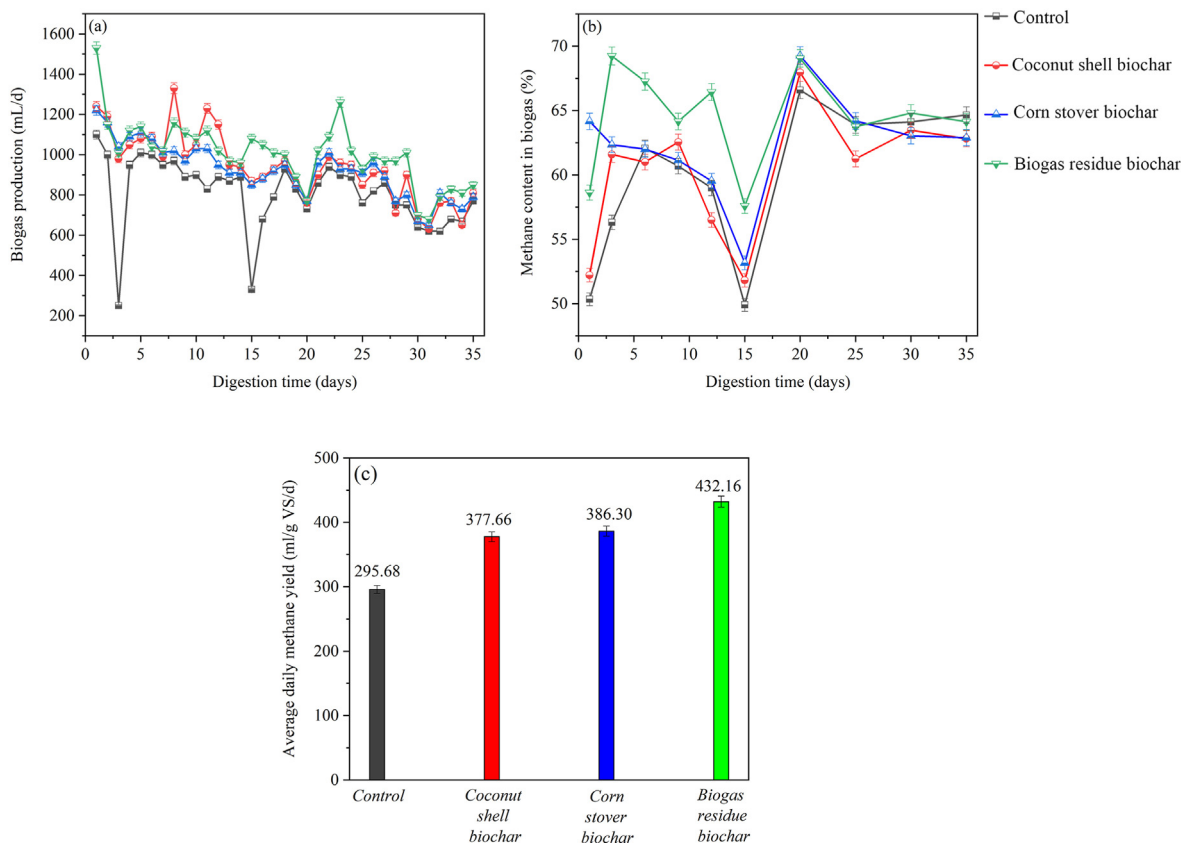 (a)
1600
1400
1200
1000
800
600
400
200
Biogas production (mL/d)
0 5 10 15 20 25 30 35
Digestion time (days)
(b)
70
65
60
55
50
Methane content in biogas (%)
0 5 10 15 20 25 30 35
Digestion time (days)
Control
Coconut shell biochar
Corn stover biochar
Biogas residue biochar
(c)
500
400
300
200
100
0
Average daily methane yield (ml/g VS/d)
295.68
377.66
386.30
432.16
Control
Coconut
shell
biochar
Corn
stover
biochar
Biogas
residue
biochar